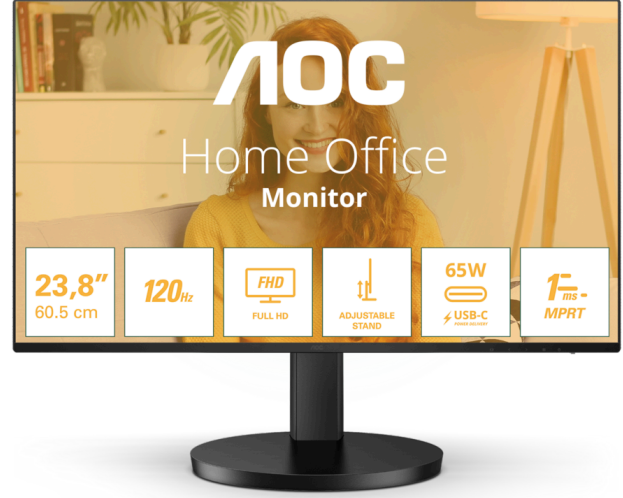 AOC
Home Office
Monitor
23,8”
60.5 cm
120Hz
FHD
FULL HD
ADJUSTABLE
STAND
65W
USB-C
POWER DELIVERY
1ms
MPRT
AOC